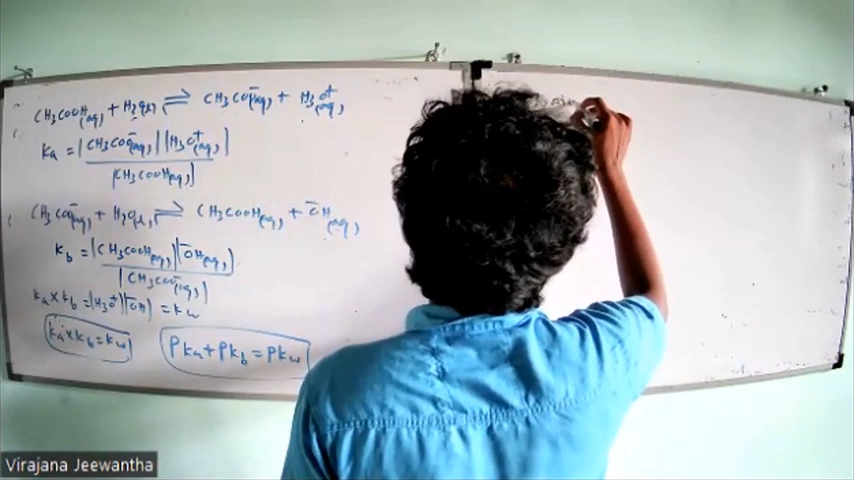 CH₃COOH(aq) + H₂O(l) ⇌ CH₃COO⁻(aq) + H₃O⁺(aq)
Ka = [CH₃COO⁻(aq)] [H₃O⁺(aq)] / [CH₃COOH(aq)]
CH₃COO⁻(aq) + H₂O(l) ⇌ CH₃COOH(aq) + ⁻OH(aq)
Kb = [CH₃COOH(aq)] [⁻OH(aq)] / [CH₃COO⁻(aq)]
Ka × Kb = [H₃O⁺] [⁻OH] = Kw
Ka × Kb = Kw
PKa + PKb = PKw
Virajana Jeewantha